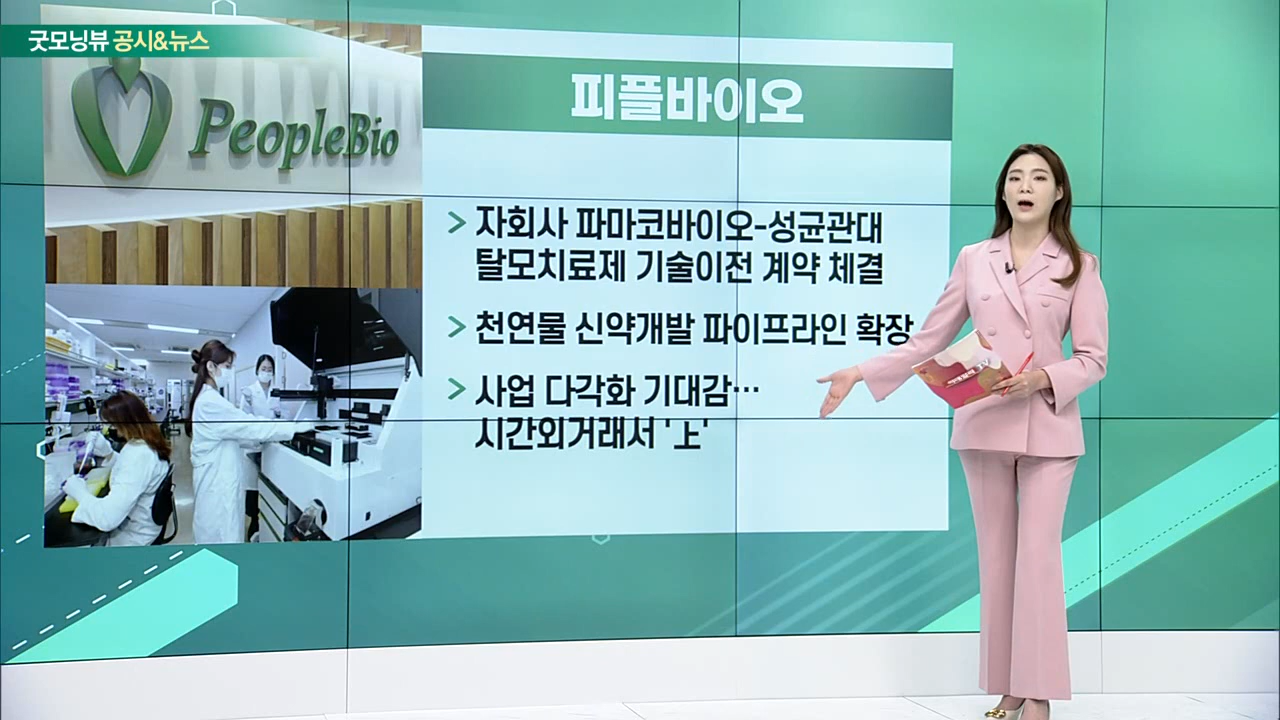 굿모닝뷰 공시&뉴스
PeopleBio
피플바이오
> 자회사 파마코바이오-성균관대
탈모치료제 기술이전 계약 체결
> 천연물 신약개발 파이프라인 확장
> 사업 다각화 기대감…
시간외거래서 '上'